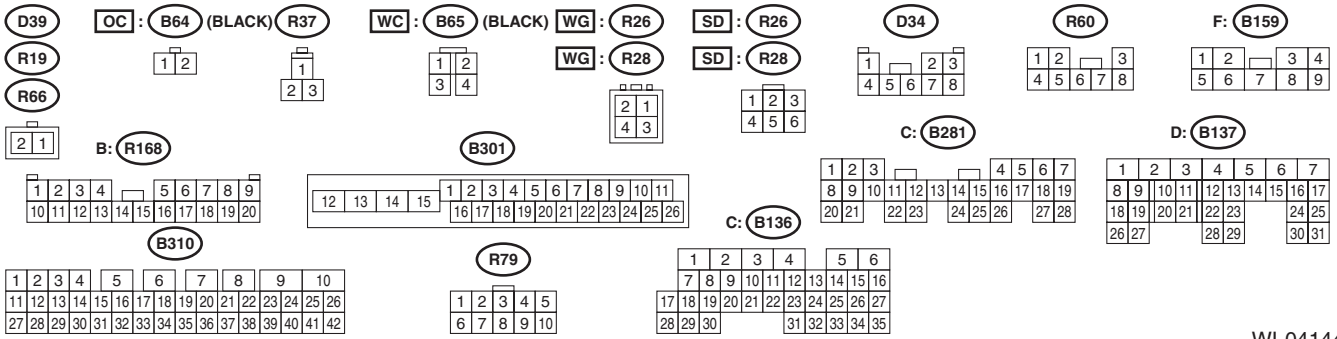 D39
OC : B64 (BLACK)
R37
WC : B65 (BLACK)
WG : R26
SD : R26
D34
R60
F: B159
R19
WG : R28
SD : R28
R66
1 2
1
2 3
1 2
3 4
2 1
4 3
1 2 3
4 5 6
1 2 3
4 5 6 7 8
1 2 3
4 5 6 7 8
1 2 3 4
5 6 7 8 9
2 1
B: R168
1 2 3 4 5 6 7 8 9
10 11 12 13 14 15 16 17 18 19 20
B301
1 2 3 4 5 6 7 8 9 10 11
12 13 14 15
16 17 18 19 20 21 22 23 24 25 26
C: B281
1 2 3 4 5 6 7
8 9 10 11 12 13 14 15 16 17 18 19
20 21 22 23 24 25 26 27 28
D: B137
1 2 3 4 5 6 7
8 9 10 11 12 13 14 15 16 17
18 19 20 21 22 23 24 25
26 27 28 29 30 31
B310
1 2 3 4 5 6 7 8 9 10
11 12 13 14 15 16 17 18 19 20 21 22 23 24 25 26
27 28 29 30 31 32 33 34 35 36 37 38 39 40 41 42
R79
1 2 3 4 5
6 7 8 9 10
C: B136
1 2 3 4 5 6
7 8 9 10 11 12 13 14 15 16
17 18 19 20 21 22 23 24 25 26 27
28 29 30 31 32 33 34 35